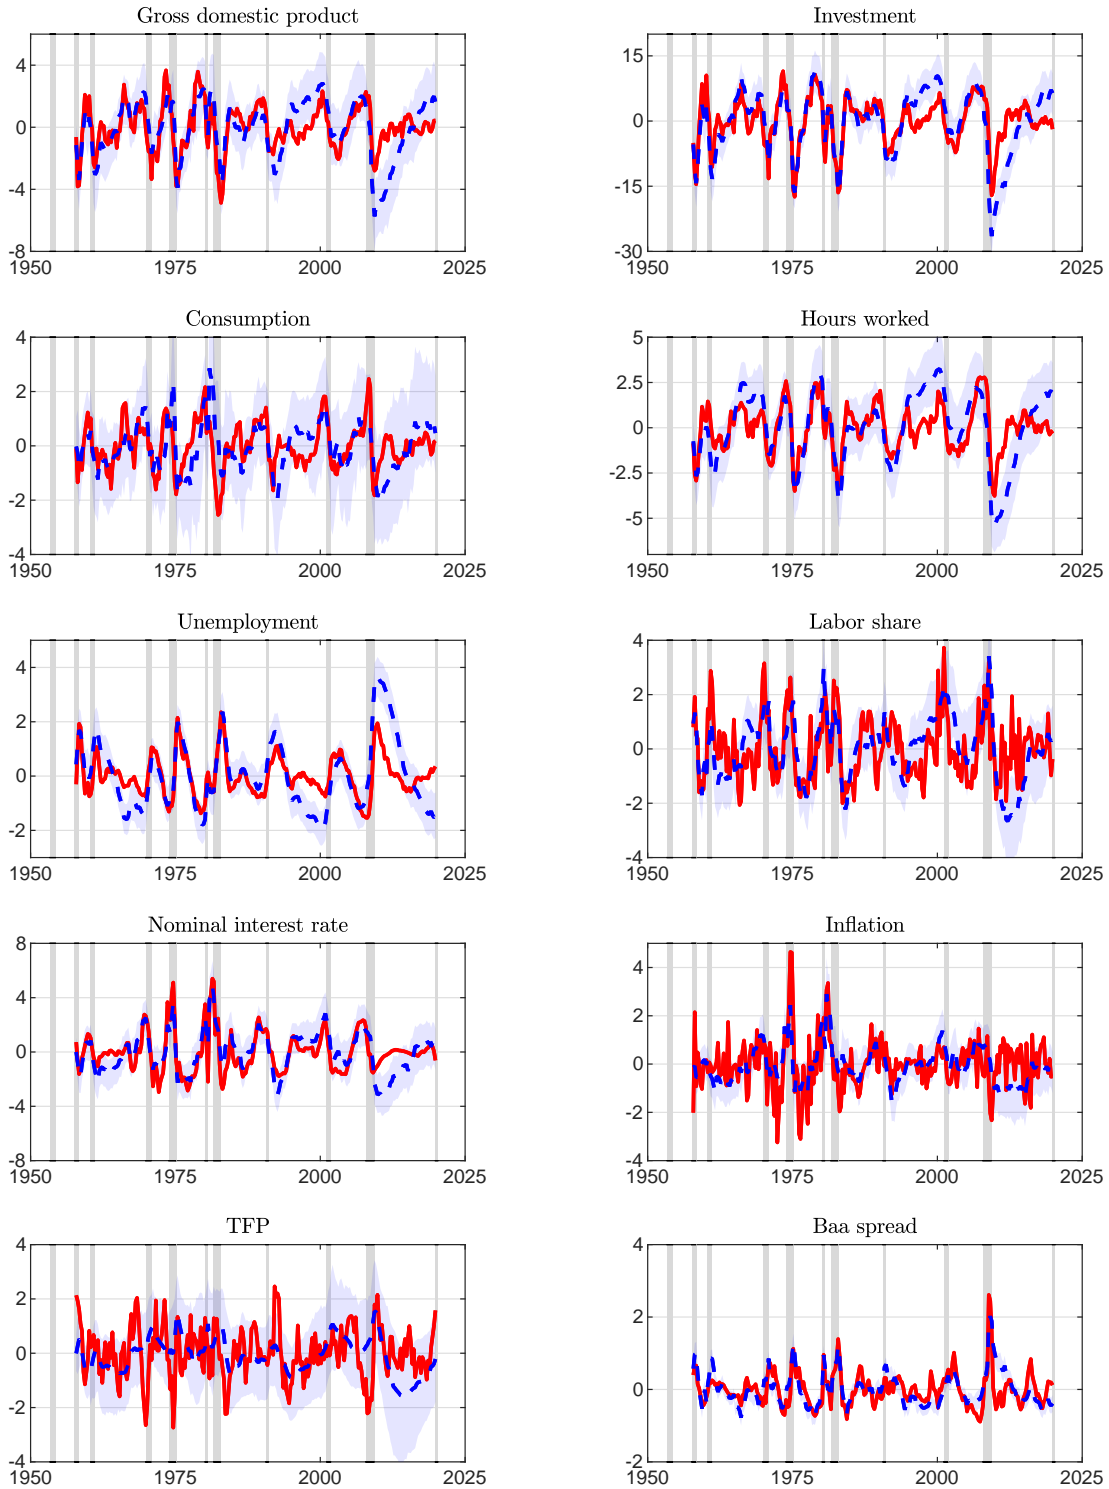 Gross domestic product
4
0
-4
-8
1950 1975 2000 2025
Investment
15
0
-15
-30
1950 1975 2000 2025
Consumption
4
2
0
-2
-4
1950 1975 2000 2025
Hours worked
5
2.5
0
-2.5
-5
1950 1975 2000 2025
Unemployment
4
2
0
-2
1950 1975 2000 2025
Labor share
4
2
0
-2
-4
1950 1975 2000 2025
Nominal interest rate
8
4
0
-4
-8
1950 1975 2000 2025
Inflation
4
2
0
-2
-4
1950 1975 2000 2025
TFP
4
2
0
-2
-4
1950 1975 2000 2025
Baa spread
4
2
0
-2
1950 1975 2000 2025